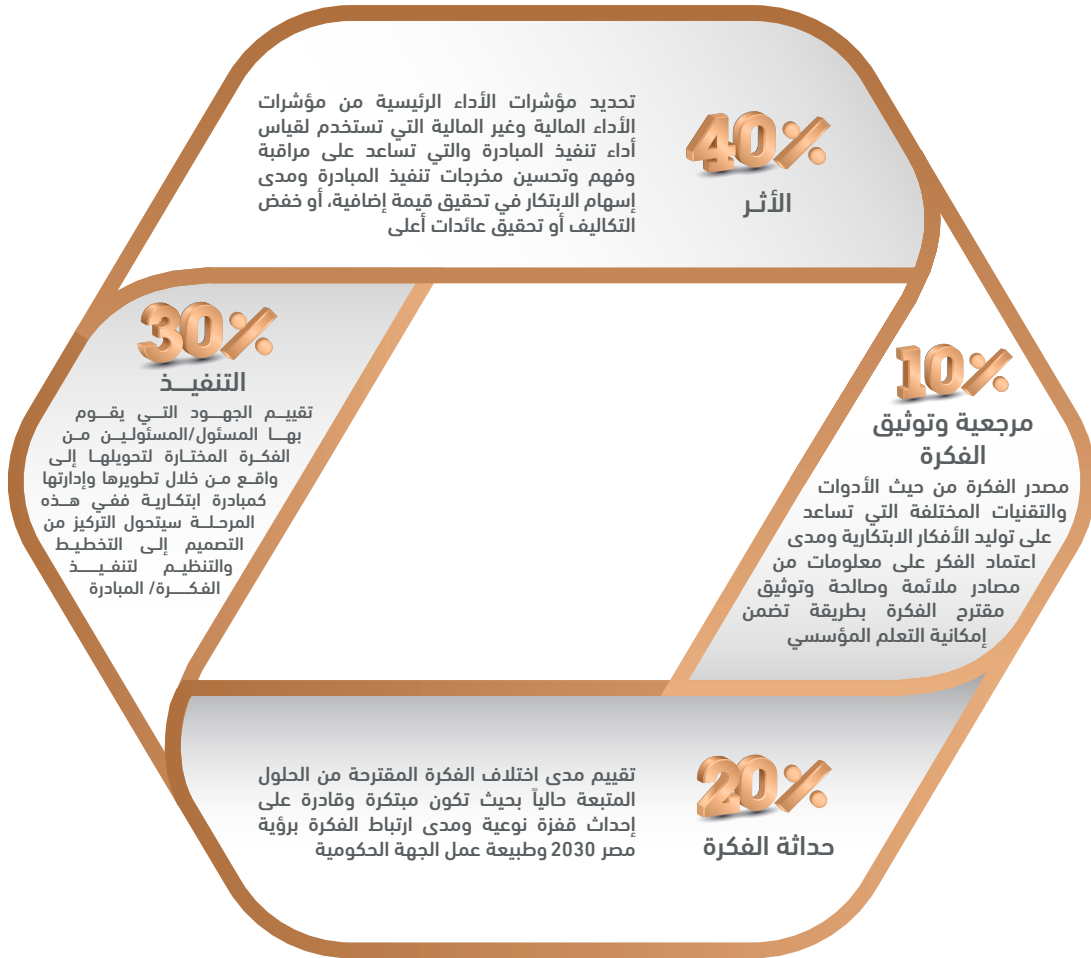 40%
الأثـر
تحديد مؤشرات الأداء الرئيسية من مؤشرات
الأداء المالية وغير المالية التي تستخدم لقياس
أداء تنفيذ المبادرة والتي تساعد على مراقبة
وفهم وتحسين مخرجات تنفيذ المبادرة ومدى
إسهام الابتكار في تحقيق قيمة إضافية، أو خفض
التكاليف أو تحقيق عائدات أعلى
10%
مرجعية وتوثيق
الفكرة
مصدر الفكرة من حيث الأدوات
والتقنيات المختلفة التي تساعد
على توليد الأفكار الابتكارية ومدى
اعتماد الفكر على معلومات من
مصادر ملائمة وصالحة وتوثيق
مقترح الفكرة بطريقة تضمن
إمكانية التعلم المؤسسي
30%
التنفيــذ
تقييـم الجهـود التـي يقـوم
بهـا المسئول/المسئوليـن مـن
الفكـرة المختـارة لتحويلهـا إلـى
واقـع مـن خلال تطويرها وإدارتها
كمبادرة ابتكاريـة ففـي هـذه
المرحلـة سيتحول التركيز من
التصميم إلـى التخطيـط
والتنظيـم لتنفيـــذ
الفكـــرة/ المبادرة
20%
حداثة الفكرة
تقييم مدى اختلاف الفكرة المقترحة من الحلول
المتبعة حالياً بحيث تكون مبتكرة وقادرة على
إحداث قفزة نوعية ومدى ارتباط الفكرة برؤية
مصر 2030 وطبيعة عمل الجهة الحكومية